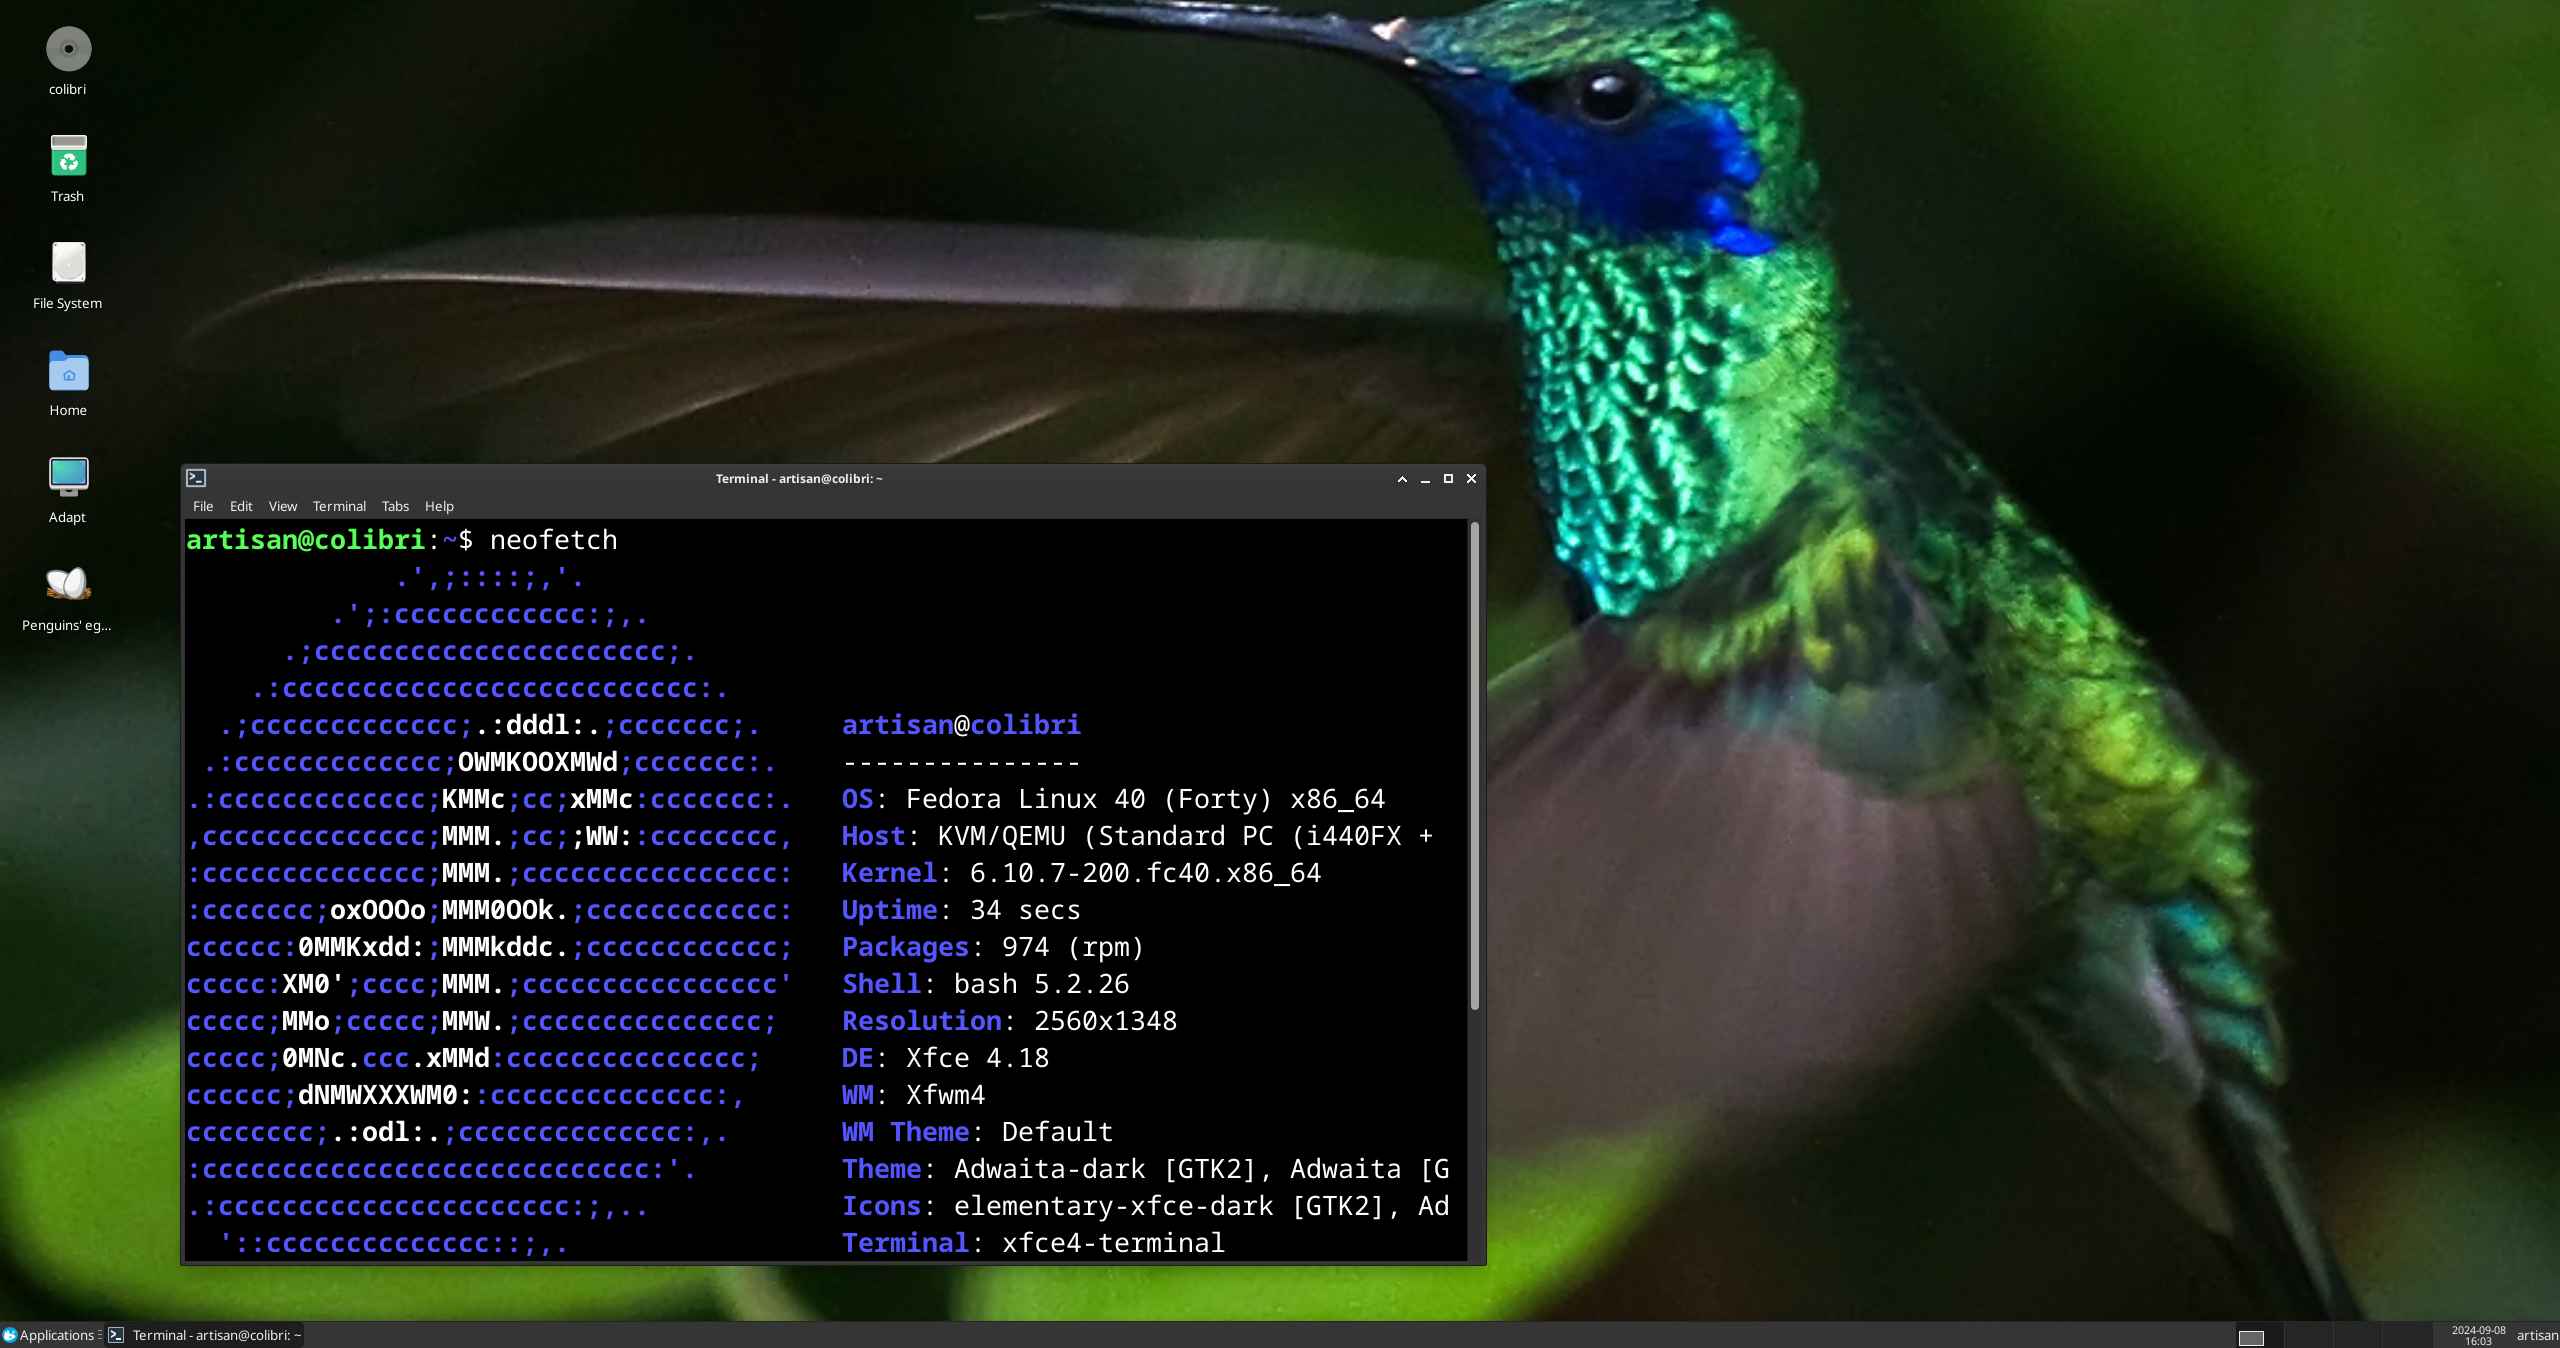 colibri
Trash
File System
Home
Adapt
Penguins' eg...
Terminal - artisan@colibri: ~
File Edit View Terminal Tabs Help
artisan@colibri:~$ neofetch
.',;::::;,'.
.';:cccccccccccc:;,.
.;cccccccccccccccccccccc;.
.:cccccccccccccccccccccccccc:.
.;ccccccccccccc;.:dddl:.;ccccccc;. artisan@colibri
.:ccccccccccccc;OWMKOOXMWd;ccccccc:. ---------------
.:ccccccccccccc;KMMc;cc;xMMc:ccccccc:. OS: Fedora Linux 40 (Forty) x86_64
,cccccccccccccc;MMM.;cc;;WW::cccccccc, Host: KVM/QEMU (Standard PC (i440FX +
:cccccccccccccc;MMM.;cccccccccccccccc: Kernel: 6.10.7-200.fc40.x86_64
:ccccccc;oxOOOo;MMM0OOk.;cccccccccccc: Uptime: 34 secs
cccccc:0MMKxdd:;MMMkddc.;cccccccccccc; Packages: 974 (rpm)
ccccc:XM0';cccc;MMM.;cccccccccccccccc' Shell: bash 5.2.26
ccccc;MMo;ccccc;MMW.;ccccccccccccccc; Resolution: 2560x1348
ccccc;0MNc.ccc.xMMd:ccccccccccccccc; DE: Xfce 4.18
cccccc;dNMWXXXWM0::cccccccccccccc:, WM: Xfwm4
cccccccc;.:odl:.;cccccccccccccc:,. WM Theme: Default
:cccccccccccccccccccccccccccc:'. Theme: Adwaita-dark [GTK2], Adwaita [G
.:cccccccccccccccccccccc:;,.. Icons: elementary-xfce-dark [GTK2], Ad
'::cccccccccccccc::;,. Terminal: xfce4-terminal
Applications Terminal - artisan@colibri: ~ 2024-09-08 artisan
16:03